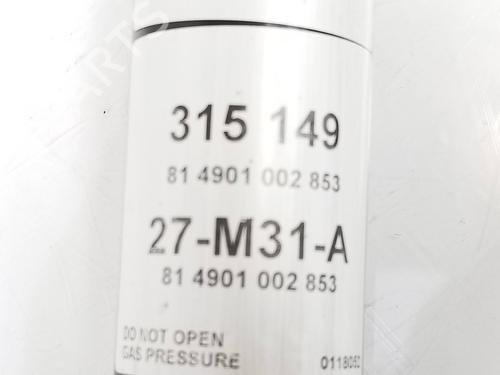 315 149
81 4901 002 853
27-M31-A
81 4901 002 853
DO NOT OPEN
GAS PRESSURE